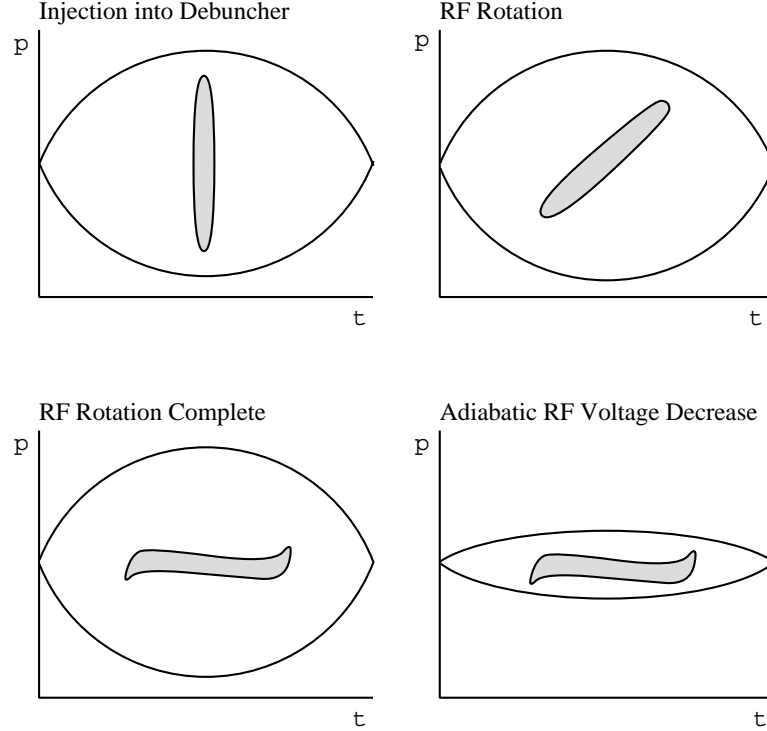 Injection into Debuncher
p
t
RF Rotation
p
t
RF Rotation Complete
p
t
Adiabatic RF Voltage Decrease
p
t